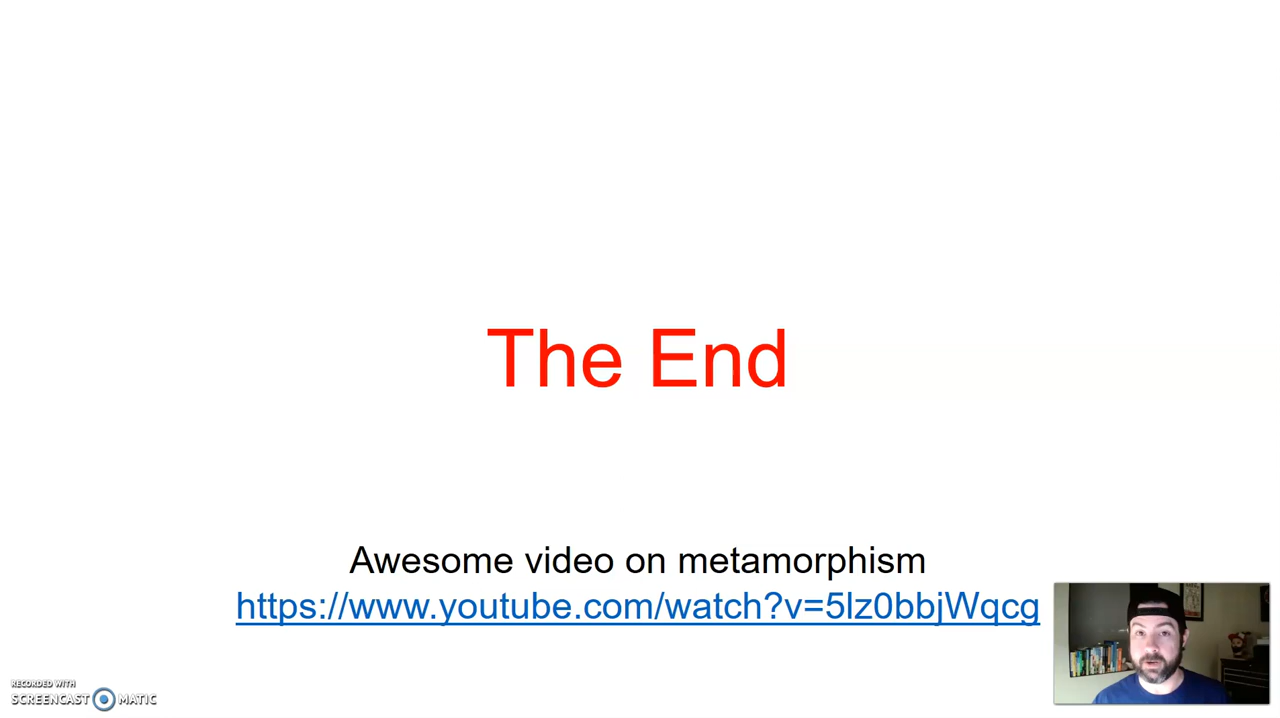 The End
Awesome video on metamorphism
https://www.youtube.com/watch?v=5lz0bbjWqcg
RECORDED WITH
SCREENCAST MATIC